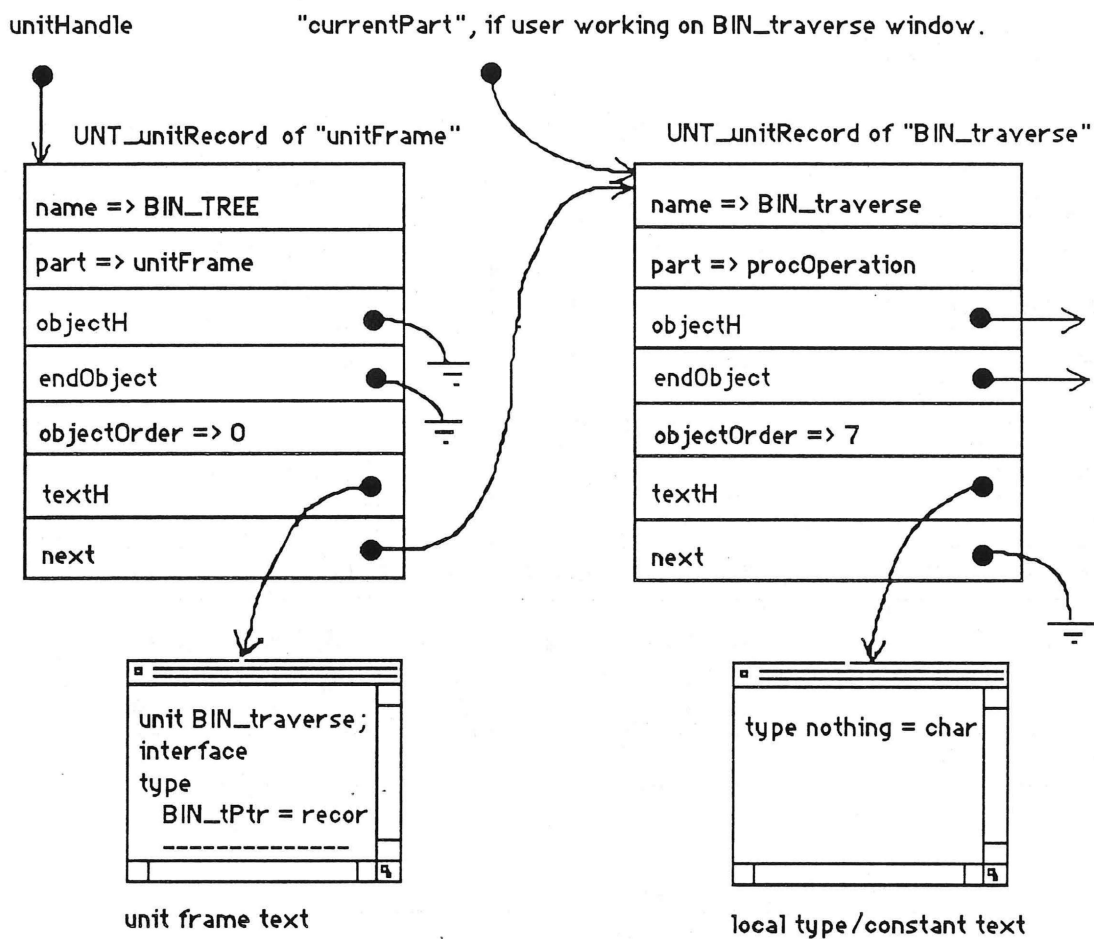 unitHandle
"currentPart", if user working on BIN_traverse window.
UNT_unitRecord of "unitFrame"
name => BIN_TREE
part => unitFrame
objectH
endObject
objectOrder => 0
textH
next
UNT_unitRecord of "BIN_traverse"
name => BIN_traverse
part => procOperation
objectH
endObject
objectOrder => 7
textH
next
unit BIN_traverse;
interface
type
BIN_tPtr = recor
--------------
unit frame text
type nothing = char
local type/constant text